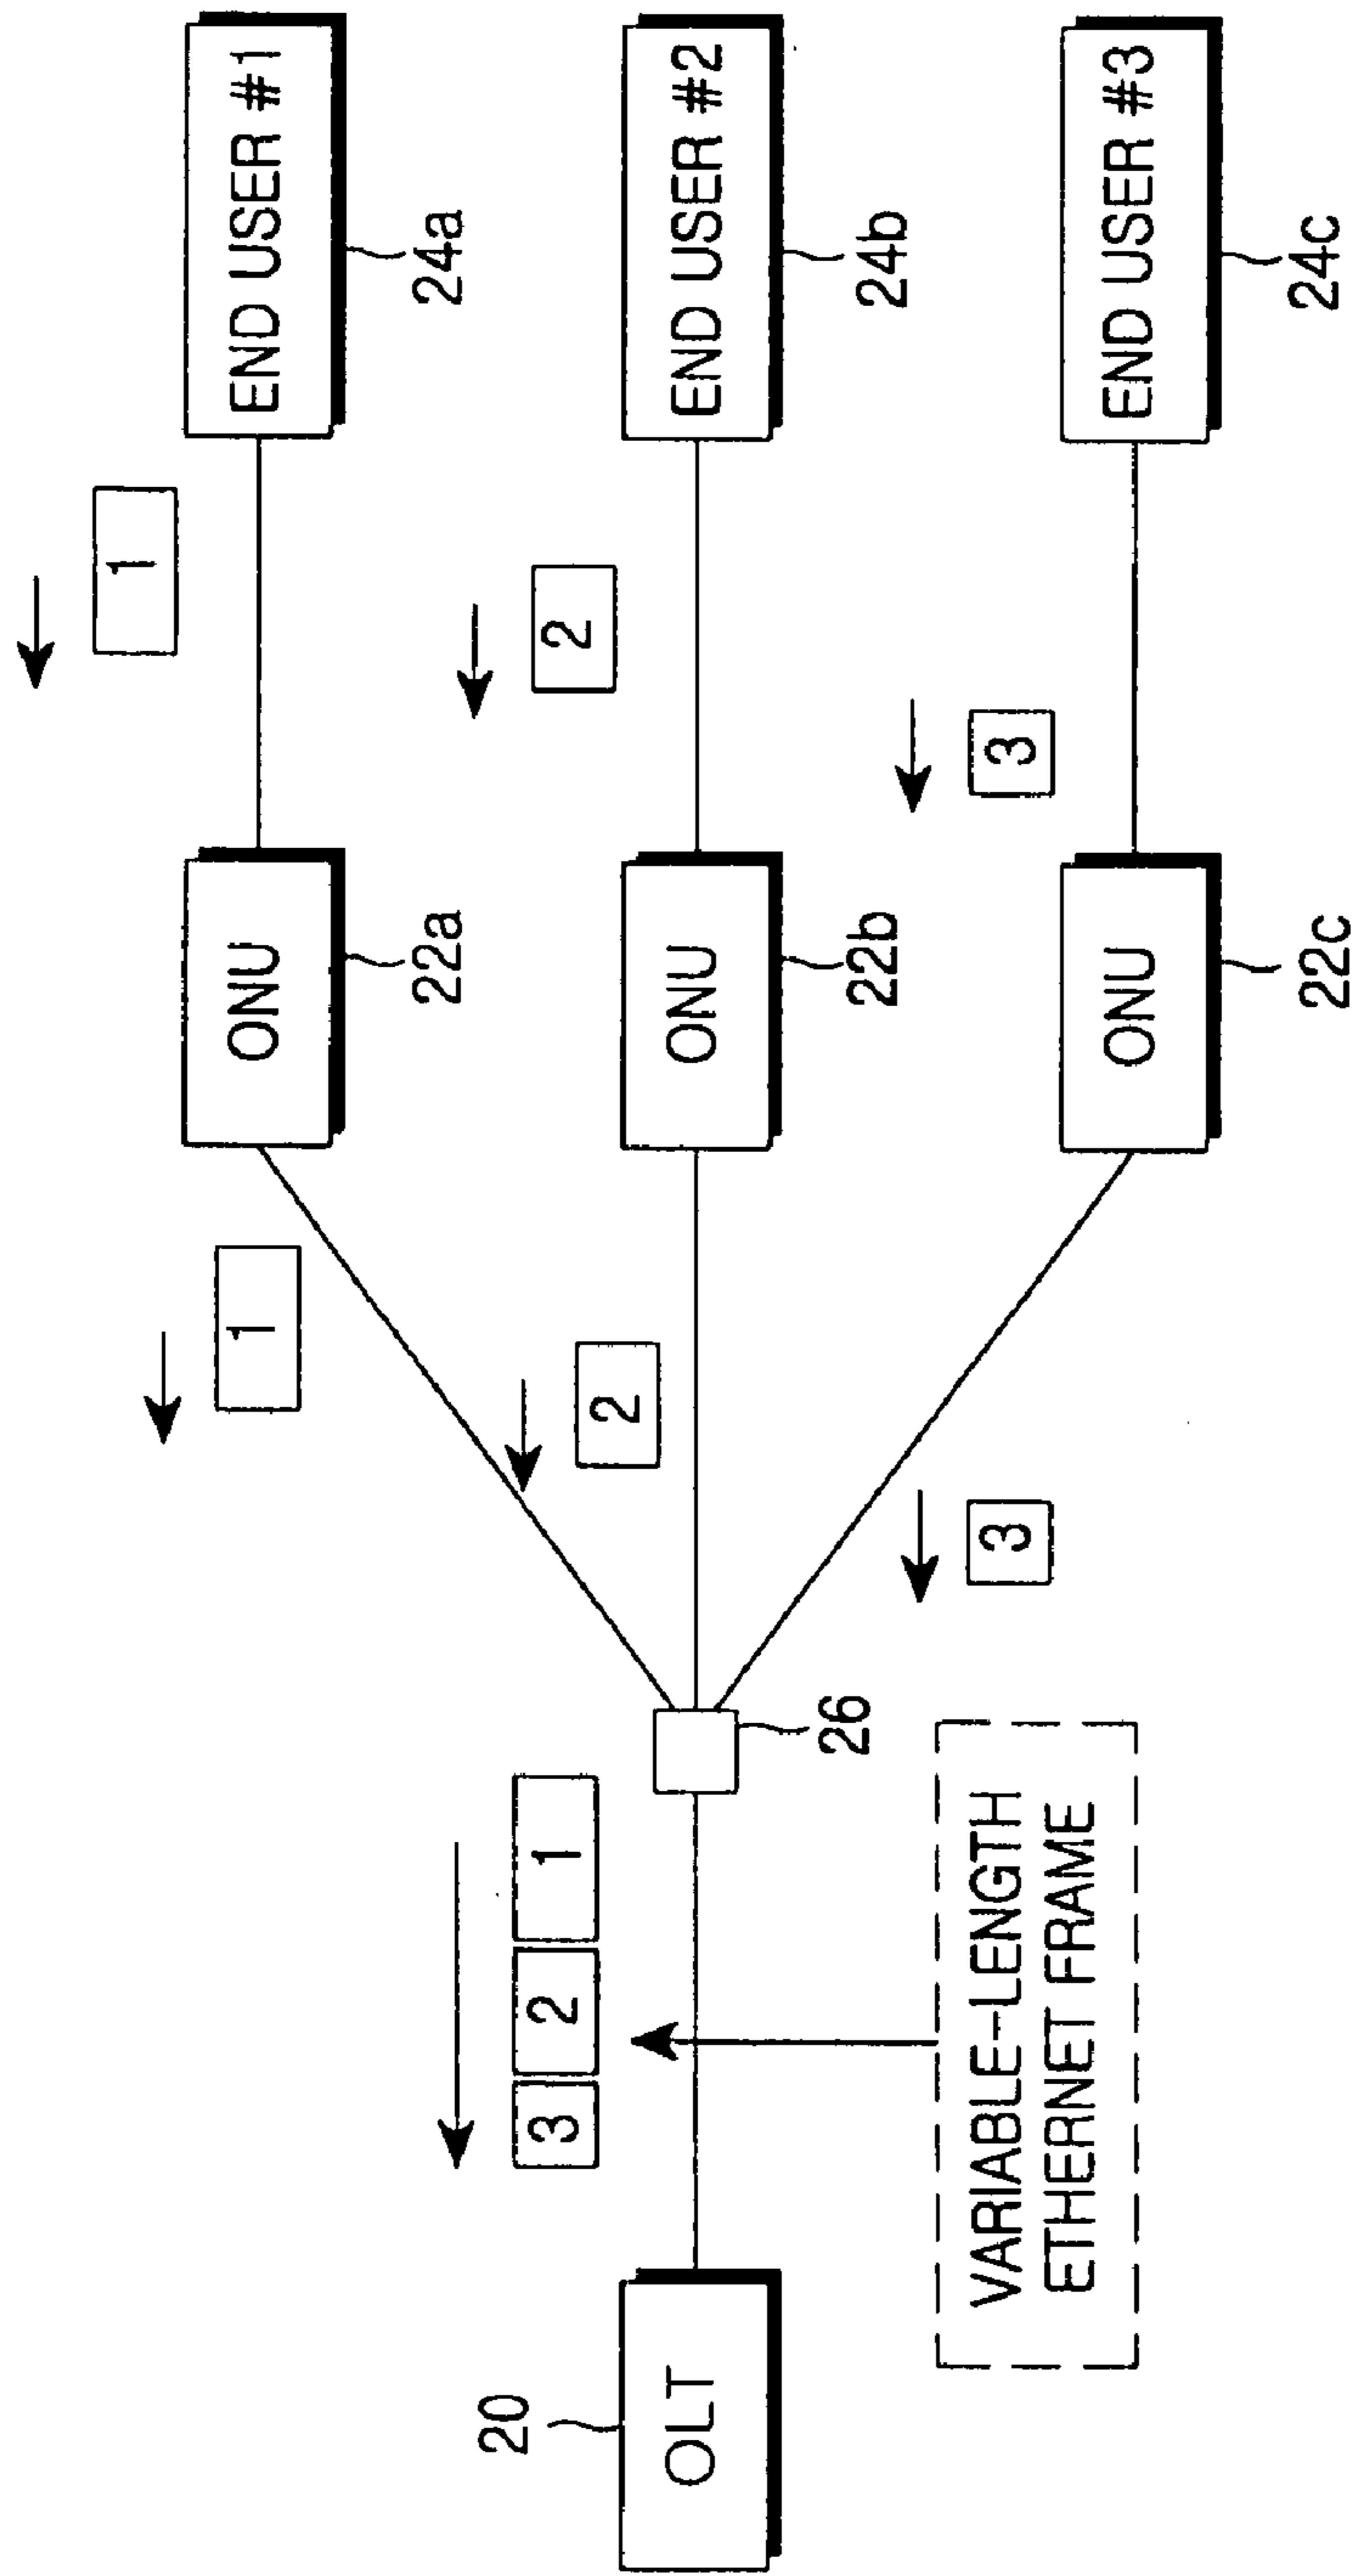 1
1
ONU
END USER #1
22a
24a
20
3 2 1
2
2
OLT
ONU
END USER #2
26
22b
24b
3
3
VARIABLE-LENGTH
ETHERNET FRAME
ONU
END USER #3
22c
24c